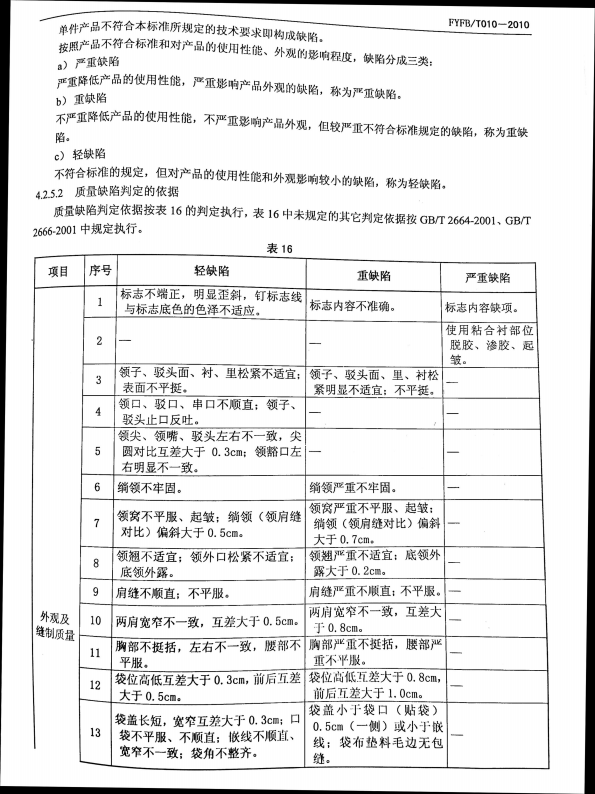 FYFB/T010－2010
单件产品不符合本标准所规定的技术要求即构成缺陷。
按照产品不符合标准和对产品的使用性能、外观的影响程度，缺陷分成三类：
a） 严重缺陷
严重降低产品的使用性能，严重影响产品外观的缺陷，称为严重缺陷。
b） 重缺陷
不严重降低产品的使用性能，不严重影响产品外观，但较严重不符合标准规定的缺陷，称为重缺
陷。
c） 轻缺陷
不符合标准的规定，但对产品的使用性能和外观影响较小的缺陷，称为轻缺陷。
4.2.5.2 质量缺陷判定的依据
质量缺陷判定依据按表 16 的判定执行，表 16 中未规定的其它判定依据按 GB/T 2664-2001、GB/T
2666-2001 中规定执行。
表 16
项目 序号 轻缺陷 重缺陷 严重缺陷
外观及
缝制质量
1
标志不端正，明显歪斜，钉标志线
与标志底色的色泽不适应。
标志内容不准确。
标志内容缺项。
2
—
—
使用粘合衬部位
脱胶、渗胶、起
皱。
3
领子、驳头面、衬、里松紧不适宜；
表面不平挺。
领子、驳头面、里、衬松
紧明显不适宜；不平挺。
—
4
领口、驳口、串口不顺直；领子、
驳头止口反吐。
—
—
5
领尖、领嘴、驳头左右不一致，尖
圆对比互差大于 0.3cm；领豁口左
右明显不一致。
—
—
6
绱领不牢固。
绱领严重不牢固。
—
7
领窝不平服、起皱；绱领（领肩缝
对比）偏斜大于 0.5cm。
领窝严重不平服、起皱；
绱领（领肩缝对比）偏斜
大于 0.7cm。
—
8
领翘不适宜；领外口松紧不适宜；
底领外露。
领翘严重不适宜；底领外
露大于 0.2cm。
—
9
肩缝不顺直；不平服。
肩缝严重不顺直；不平服。
—
10
两肩宽窄不一致，互差大于 0.5cm。
两肩宽窄不一致，互差大
于 0.8cm。
—
11
胸部不挺括，左右不一致，腰部不
平服。
胸部严重不挺括，腰部严
重不平服。
—
12
袋位高低互差大于 0.3cm，前后互差
大于 0.5cm。
袋位高低互差大于 0.8cm，
前后互差大于 1.0cm。
—
13
袋盖长短，宽窄互差大于 0.3cm；口
袋不平服、不顺直；嵌线不顺直、
宽窄不一致；袋角不整齐。
袋盖小于袋口（贴袋）
0.5cm（一侧）或小于嵌
线；袋布垫料毛边无包
缝。
—